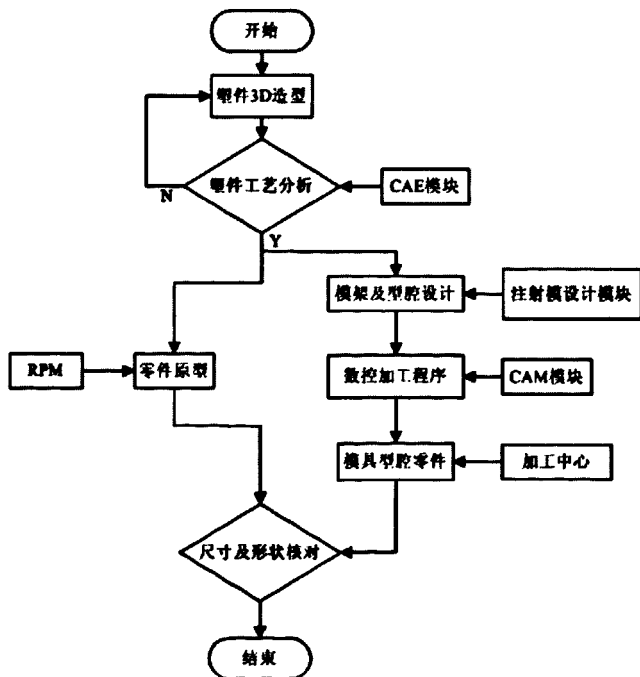 开始
塑件3D造型
塑件工艺分析
N
CAE模块
Y
模架及型腔设计
注射模设计模块
RPM
零件原型
数控加工程序
CAM模块
模具型腔零件
加工中心
尺寸及形状核对
结束